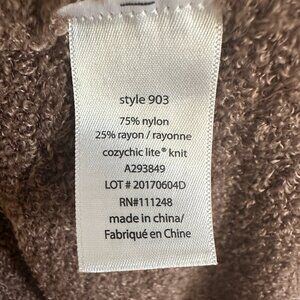 style 903
75% nylon
25% rayon / rayonne
cozychic lite® knit
A293849
LOT # 20170604D
RN#111248
made in china/
Fabriqué en Chine